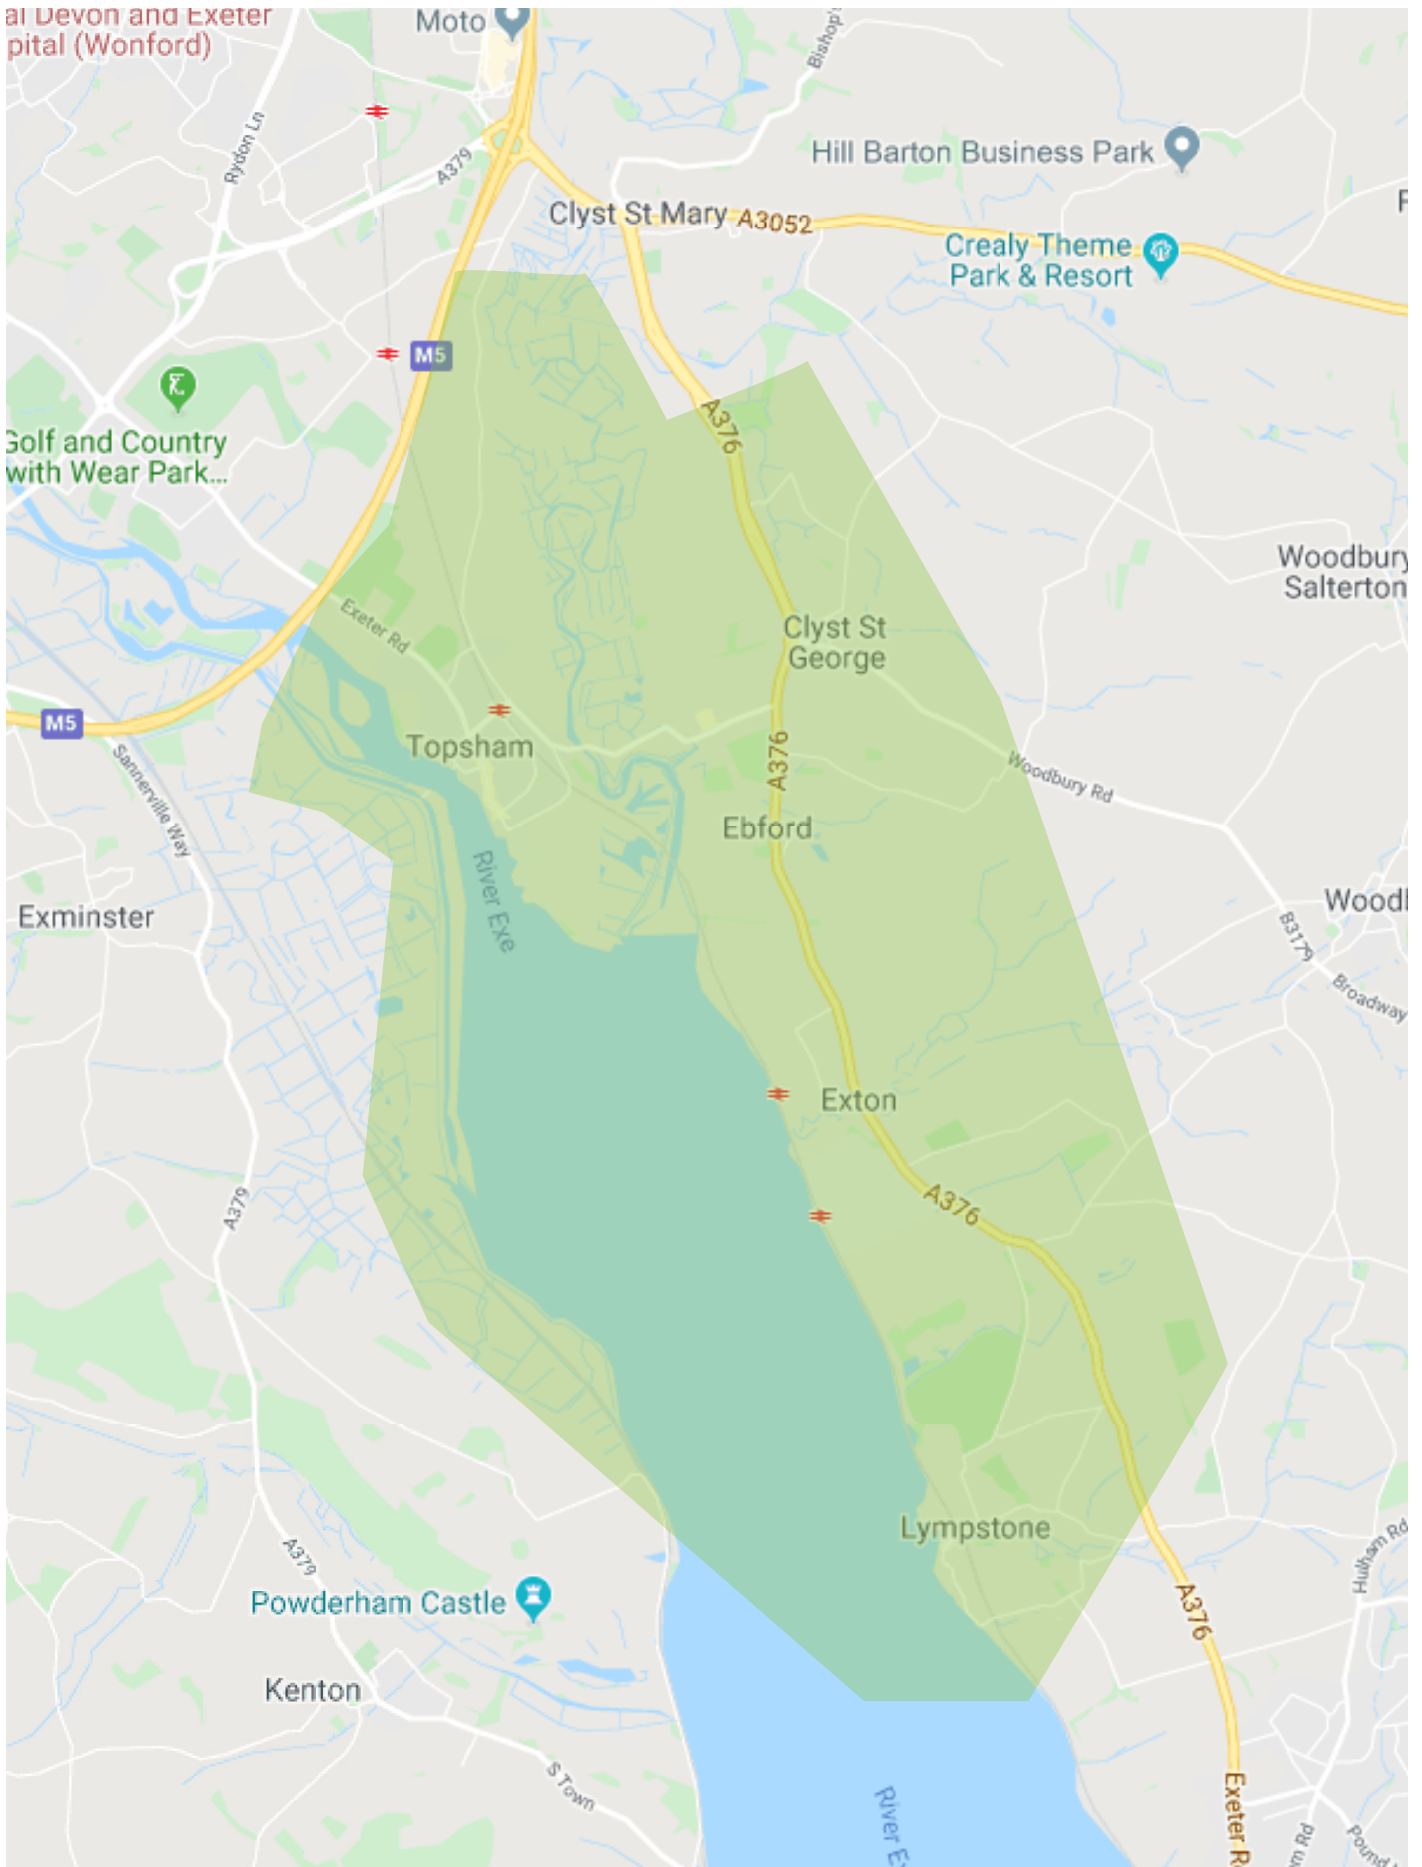 al Devon and Exeter
pital (Wonford)
Moto
Bishop's
Rydon Ln
A379
Hill Barton Business Park
Clyst St Mary
A3052
F
Crealy Theme
Park & Resort
M5
Golf and Country
with Wear Park...
A376
Woodbury
Salterton
Exeter Rd
Clyst St
George
M5
Topsham
A376
Sannerville Way
Woodbury Rd
Ebford
River Exe
Exminster
Woodb
B3179
Broadway
Exton
A379
A376
Lympstone
A379
Hulham Rd
Powderham Castle
A376
Kenton
S Town
River Ex
Exeter R
m Rd
Pound